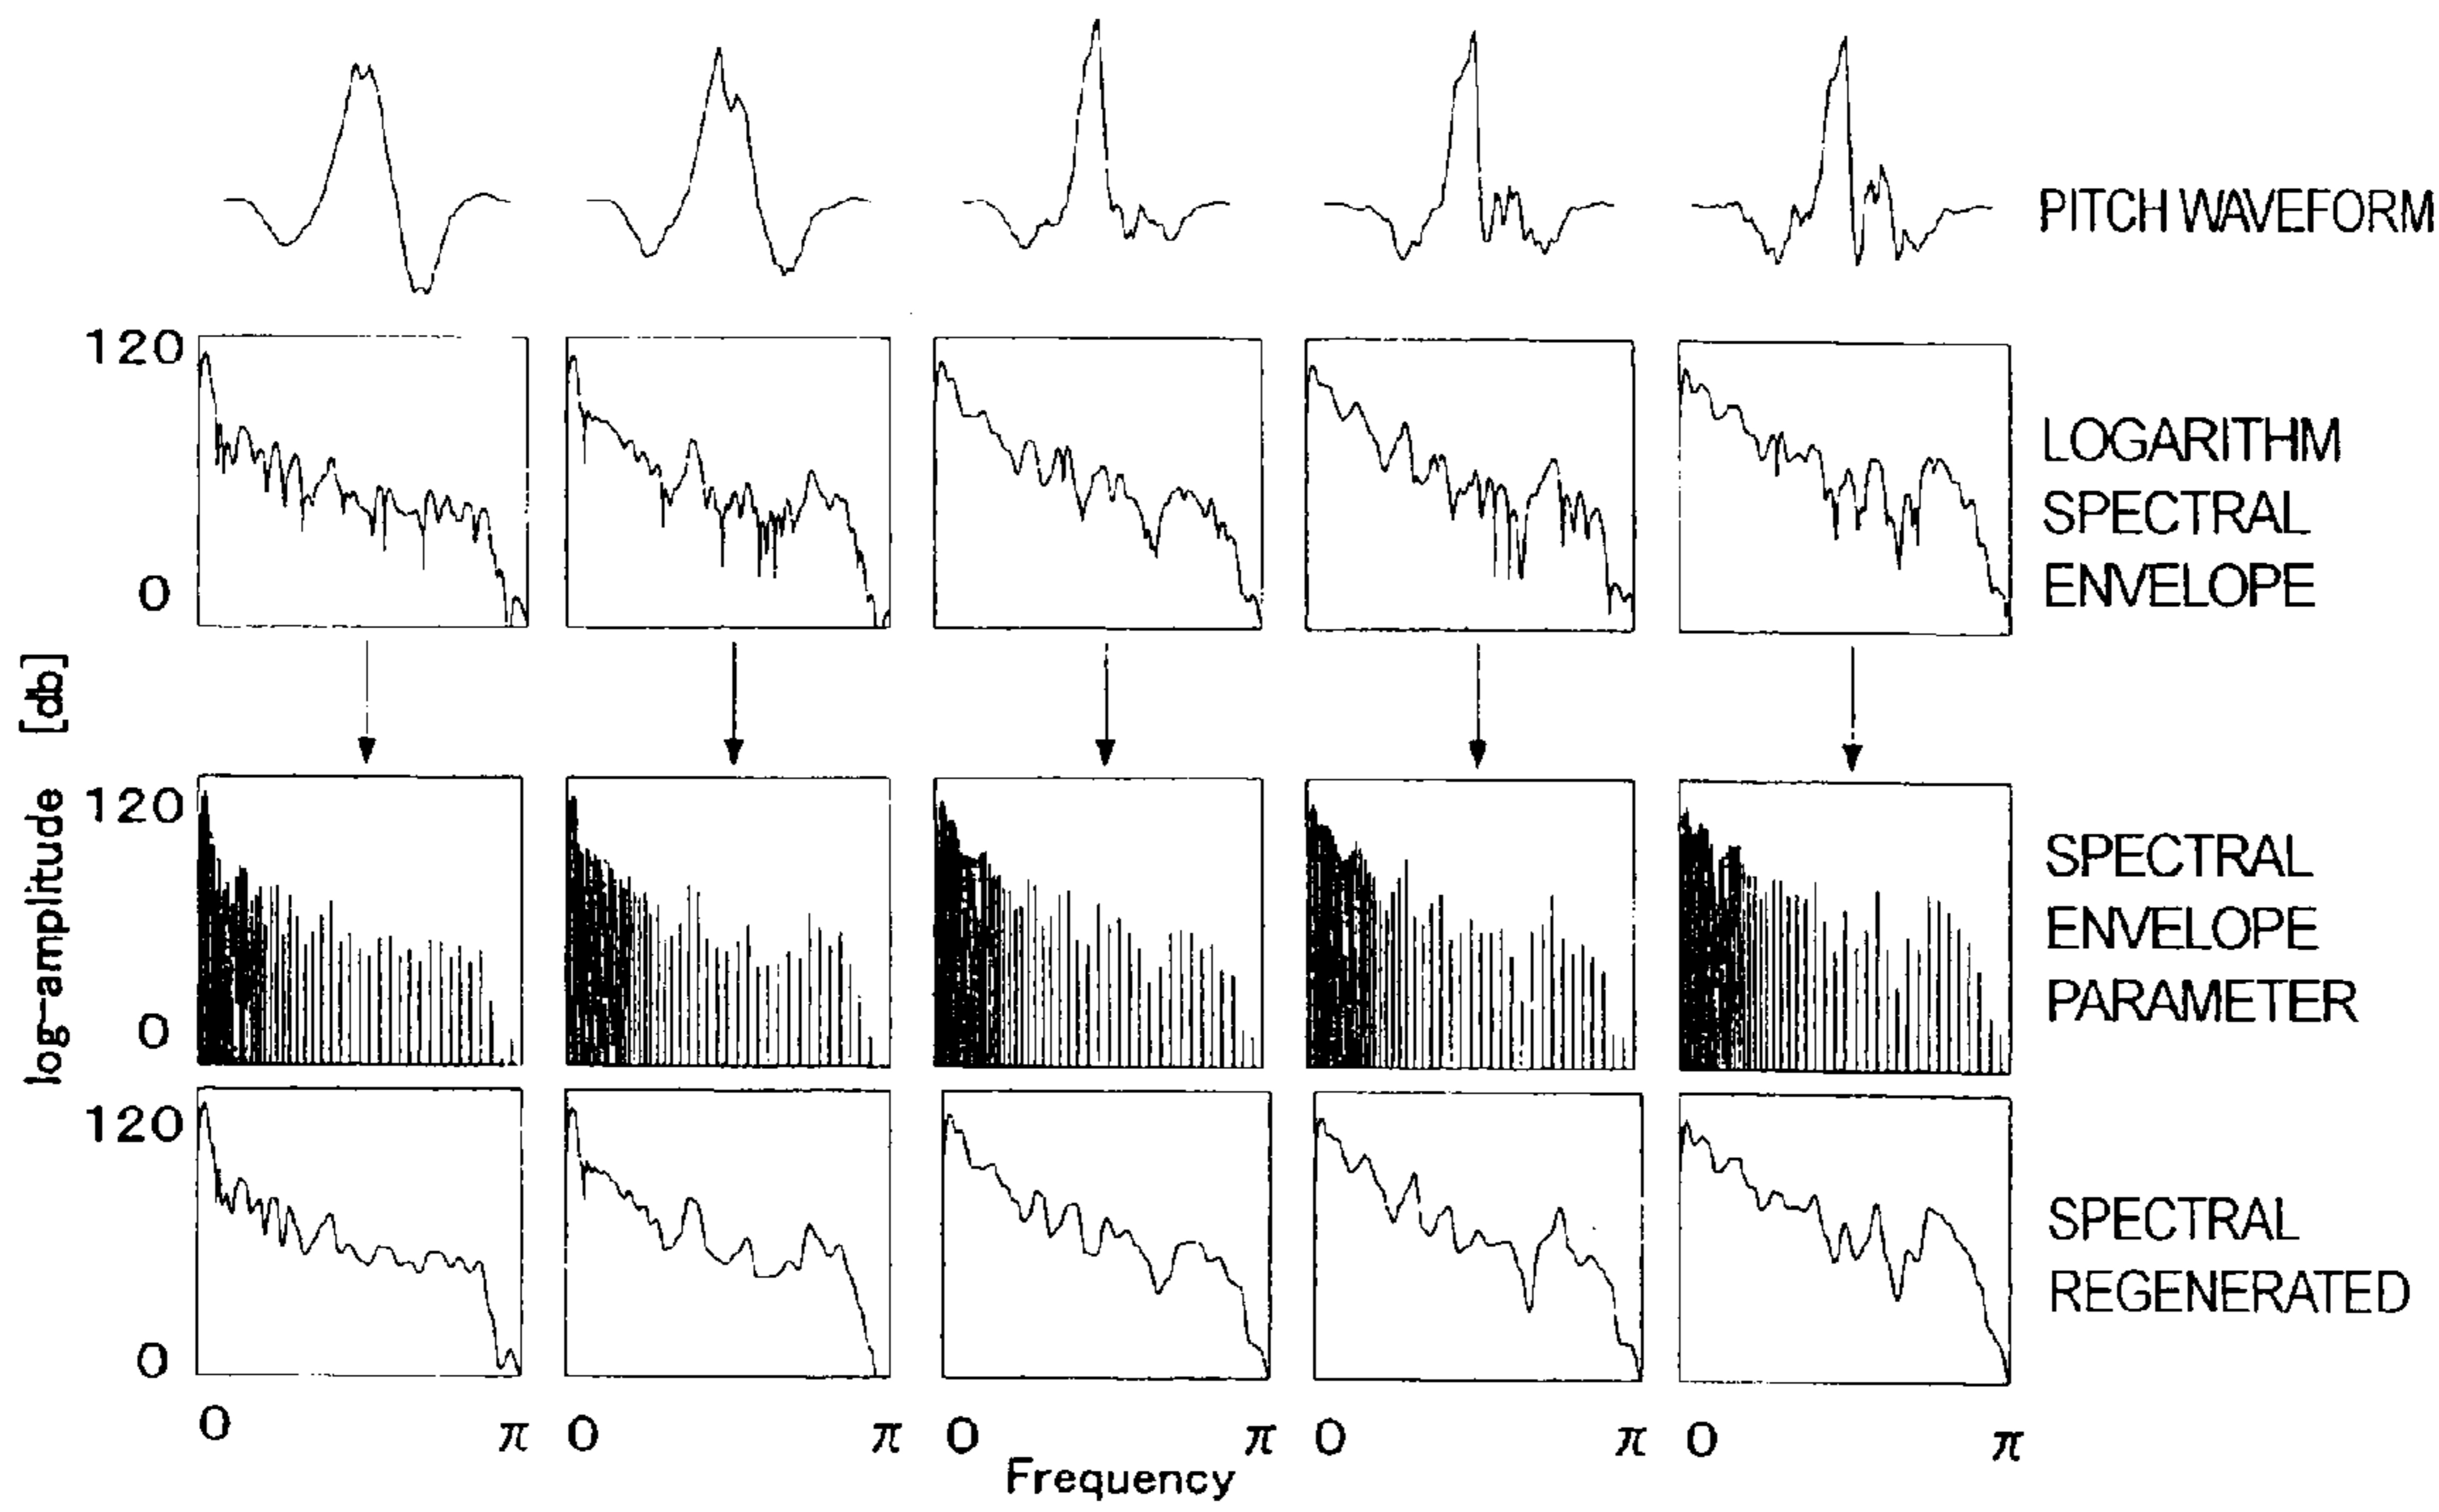 PITCH WAVEFORM
120
0
LOGARITHM
SPECTRAL
ENVELOPE
log-amplitude [db]
120
0
SPECTRAL
ENVELOPE
PARAMETER
120
0
SPECTRAL
REGENERATED
0 π 0 π 0 π 0 π 0 π
Frequency